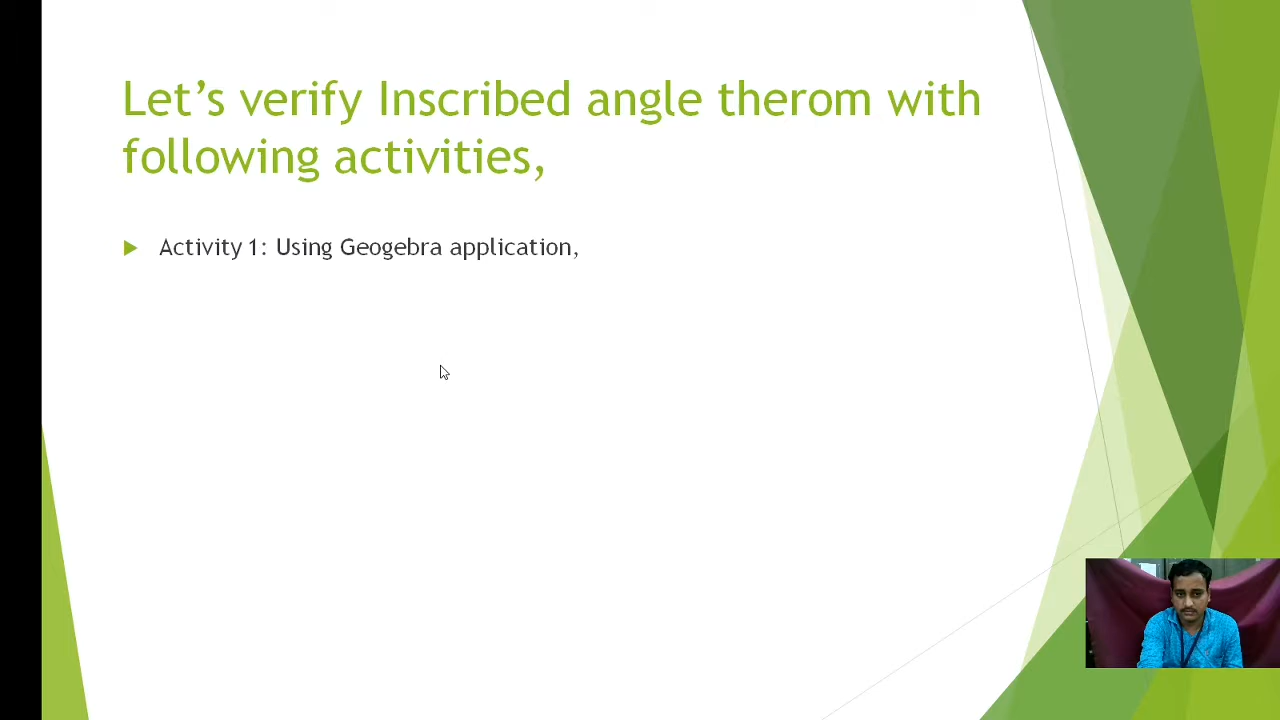 Let’s verify Inscribed angle therom with
following activities,
Activity 1: Using Geogebra application,